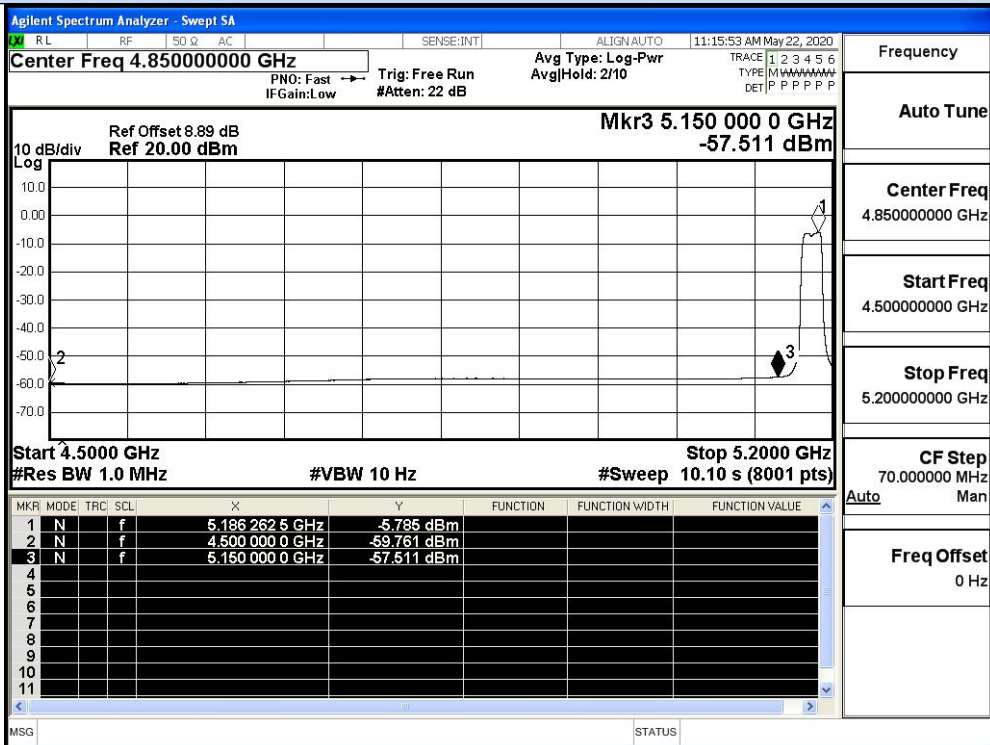 Agilent Spectrum Analyzer - Swept SA
LXI RL RF 50 Ω AC SENSE:INT ALIGN AUTO 11:15:53 AM May 22, 2020
Center Freq 4.850000000 GHz
PNO: Fast
IFGain:Low
Trig: Free Run
#Atten: 22 dB
Avg Type: Log-Pwr
Avg|Hold: 2/10
TRACE 1 2 3 4 5 6
TYPE M W W W W W
DET P P P P P P
Ref Offset 8.89 dB
10 dB/div Ref 20.00 dBm
Log
Mkr3 5.150 000 0 GHz
-57.511 dBm
10.0
0.00
-10.0
-20.0
-30.0
-40.0
-50.0
-60.0
-70.0
1
2
3
Start 4.5000 GHz Stop 5.2000 GHz
#Res BW 1.0 MHz #VBW 10 Hz #Sweep 10.10 s (8001 pts)
MKR MODE TRC SCL X Y FUNCTION FUNCTION WIDTH FUNCTION VALUE
1 N f 5.186 262 5 GHz -5.785 dBm
2 N f 4.500 000 0 GHz -59.761 dBm
3 N f 5.150 000 0 GHz -57.511 dBm
4
5
6
7
8
9
10
11
MSG STATUS
Frequency
Auto Tune
Center Freq
4.850000000 GHz
Start Freq
4.500000000 GHz
Stop Freq
5.200000000 GHz
CF Step
70.000000 MHz
Auto Man
Freq Offset
0 Hz